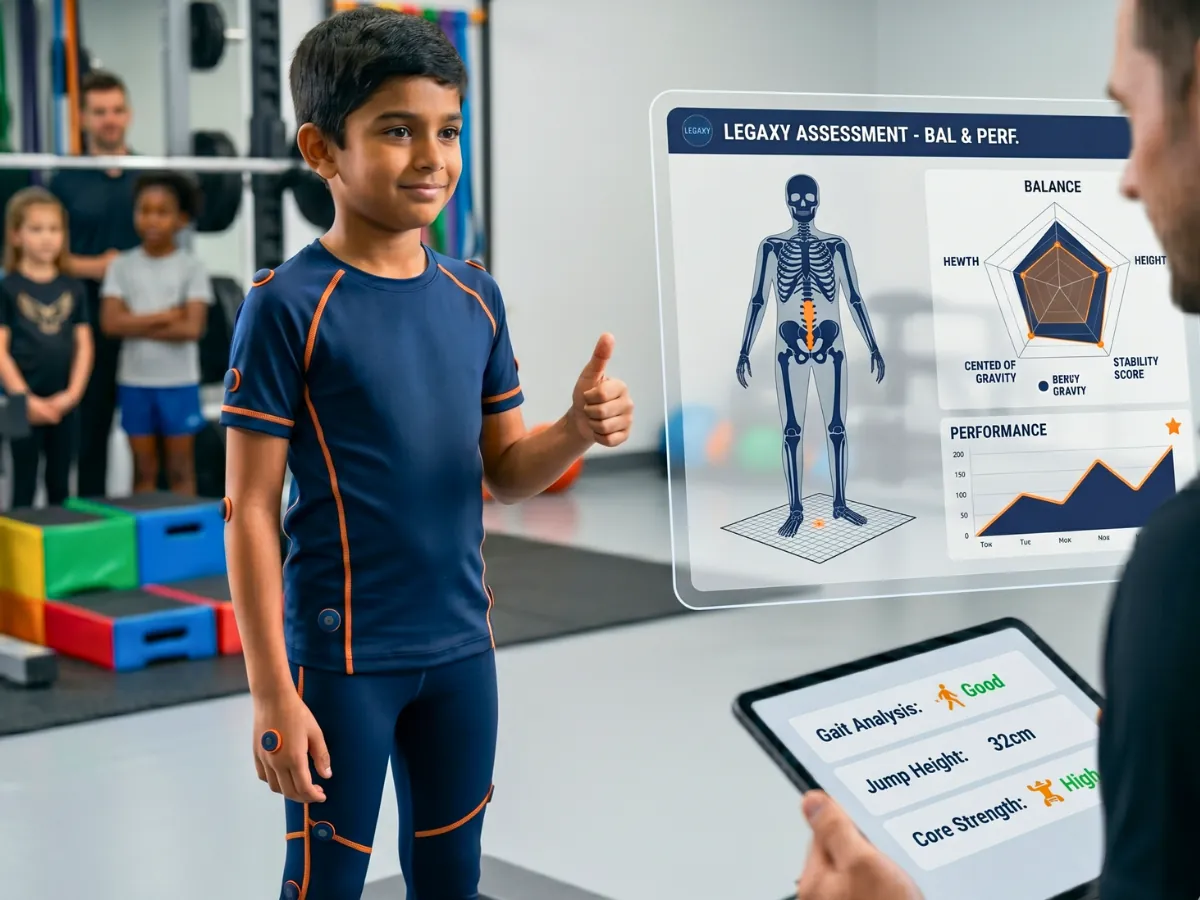 LEGAXY
LEGAXY ASSESSMENT - BAL & PERF.
BALANCE
HEWTH
HEIGHT
CENTED OF
GRAVITY
BERUY
GRAVITY
STABILITY
SCORE
PERFORMANCE
200
150
100
50
0
Tok
Tue
Mok
Nok
Gait Analysis: Good
Jump Height: 32cm
Core Strength: High